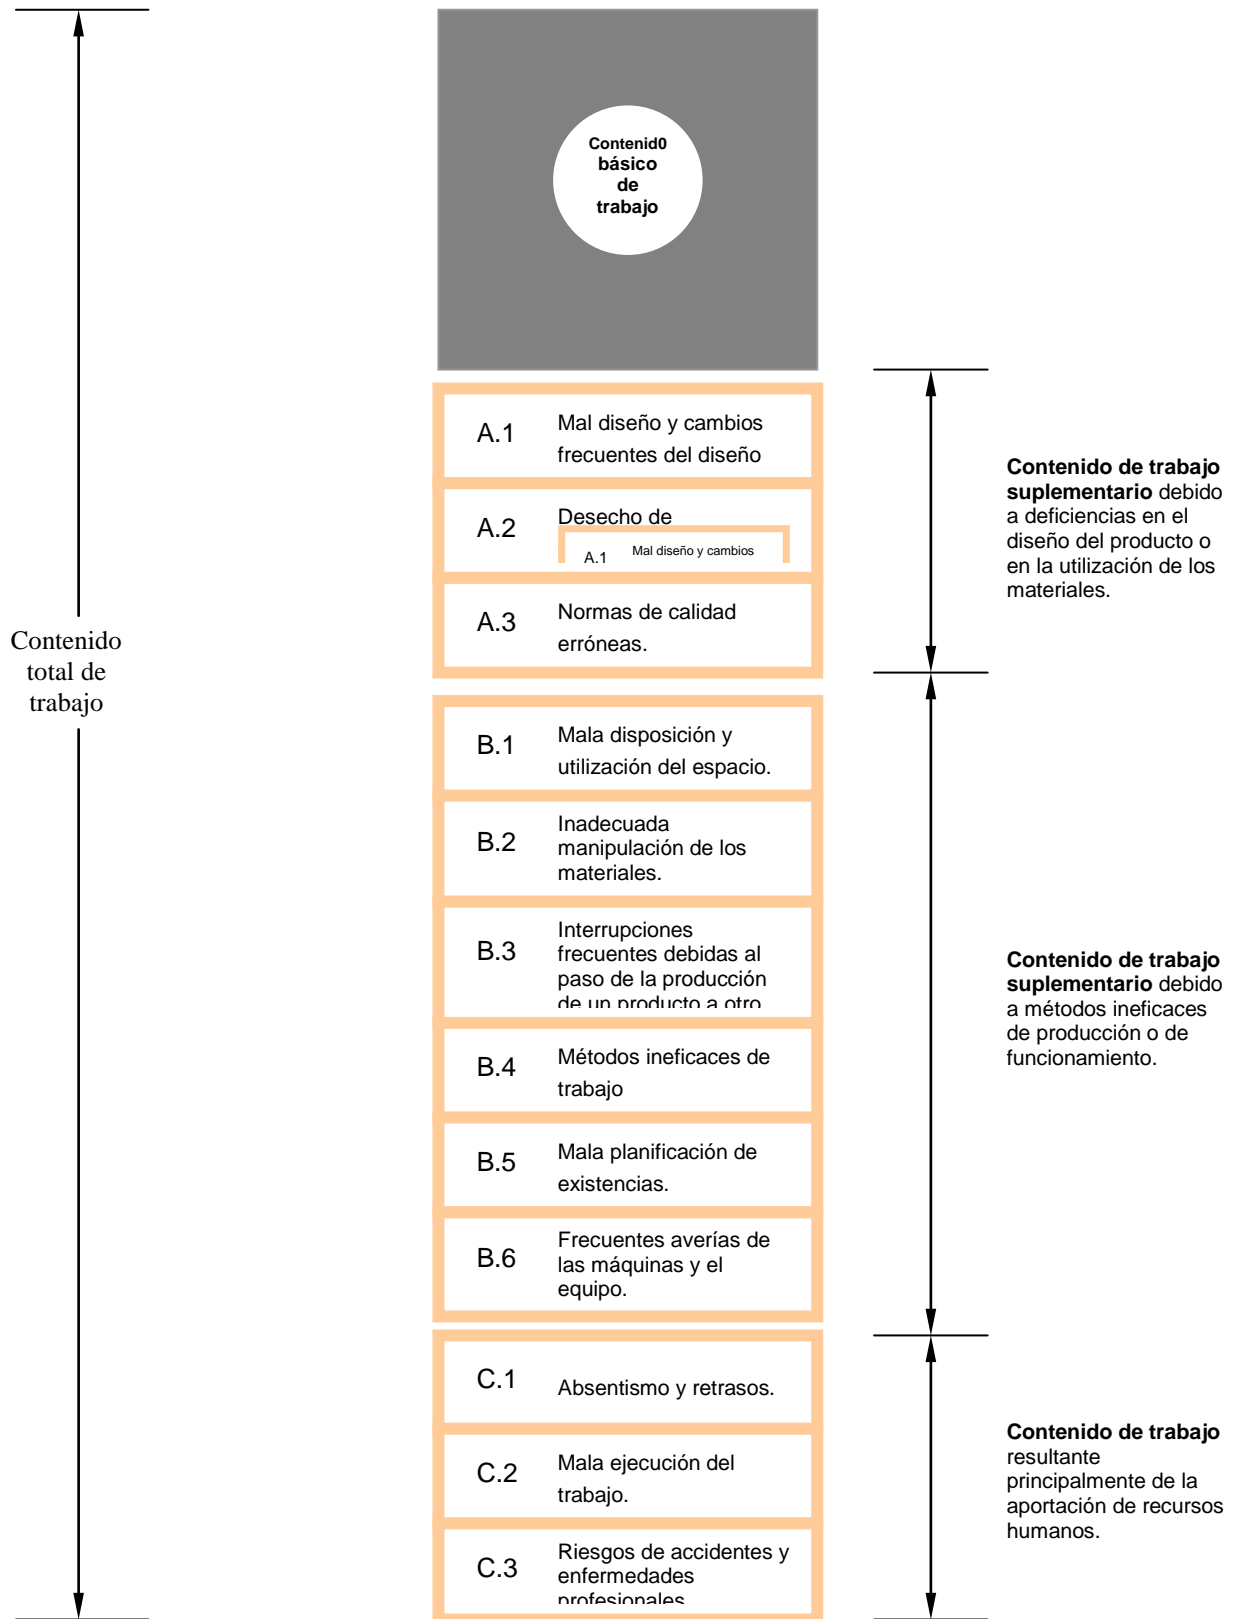 Contenid0
básico
de
trabajo
A.1
Mal diseño y cambios
frecuentes del diseño
A.2
Desecho de
A.1
Mal diseño y cambios
A.3
Normas de calidad
erróneas.
Contenido de trabajo
suplementario debido
a deficiencias en el
diseño del producto o
en la utilización de los
materiales.
Contenido
total de
trabajo
B.1
Mala disposición y
utilización del espacio.
B.2
Inadecuada
manipulación de los
materiales.
B.3
Interrupciones
frecuentes debidas al
paso de la producción
de un producto a otro
B.4
Métodos ineficaces de
trabajo
B.5
Mala planificación de
existencias.
B.6
Frecuentes averías de
las máquinas y el
equipo.
Contenido de trabajo
suplementario debido
a métodos ineficaces
de producción o de
funcionamiento.
C.1
Absentismo y retrasos.
C.2
Mala ejecución del
trabajo.
C.3
Riesgos de accidentes y
enfermedades
profesionales
Contenido de trabajo
resultante
principalmente de la
aportación de recursos
humanos.